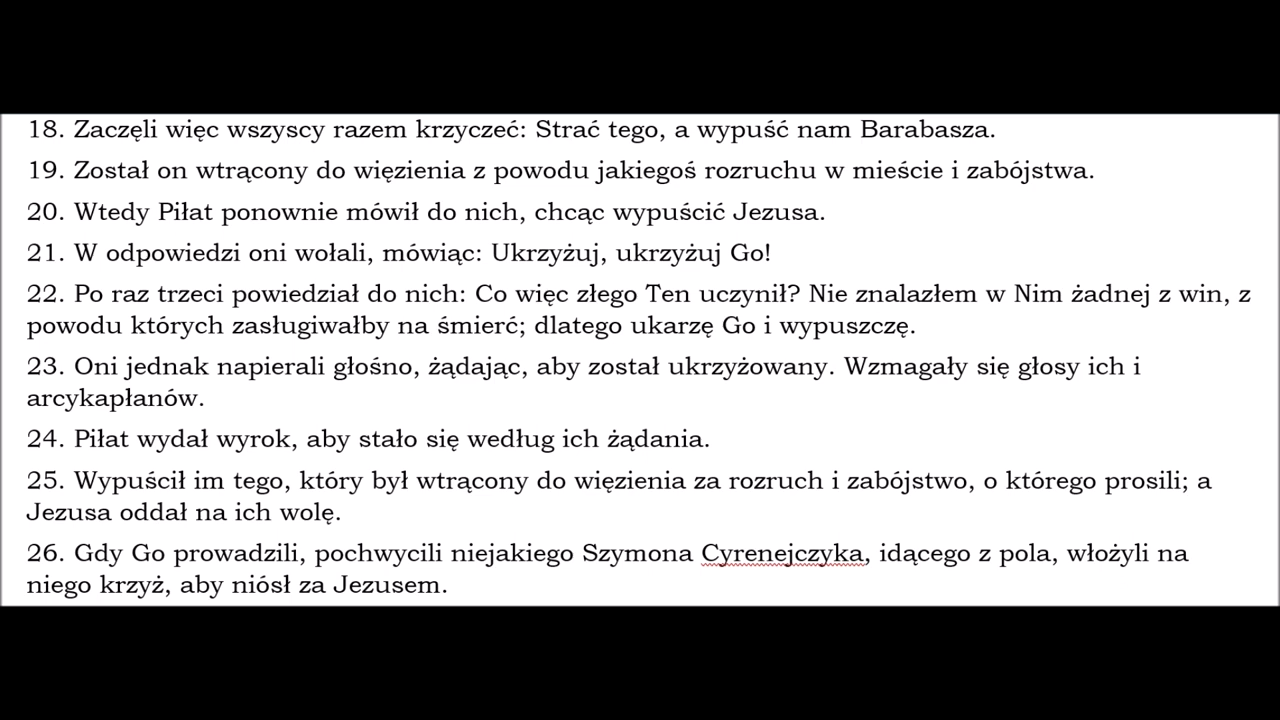 18. Zaczęli więc wszyscy razem krzyczeć: Strać tego, a wypuść nam Barabasza.
19. Został on wtrącony do więzienia z powodu jakiegoś rozruchu w mieście i zabójstwa.
20. Wtedy Piłat ponownie mówił do nich, chcąc wypuścić Jezusa.
21. W odpowiedzi oni wołali, mówiąc: Ukrzyżuj, ukrzyżuj Go!
22. Po raz trzeci powiedział do nich: Co więc złego Ten uczynił? Nie znalazłem w Nim żadnej z win, z
powodu których zasługiwałby na śmierć; dlatego ukarzę Go i wypuszczę.
23. Oni jednak napierali głośno, żądając, aby został ukrzyżowany. Wzmagały się głosy ich i
arcykapłanów.
24. Piłat wydał wyrok, aby stało się według ich żądania.
25. Wypuścił im tego, który był wtrącony do więzienia za rozruch i zabójstwo, o którego prosili; a
Jezusa oddał na ich wolę.
26. Gdy Go prowadzili, pochwycili niejakiego Szymona Cyrenejczyka, idącego z pola, włożyli na
niego krzyż, aby niósł za Jezusem.